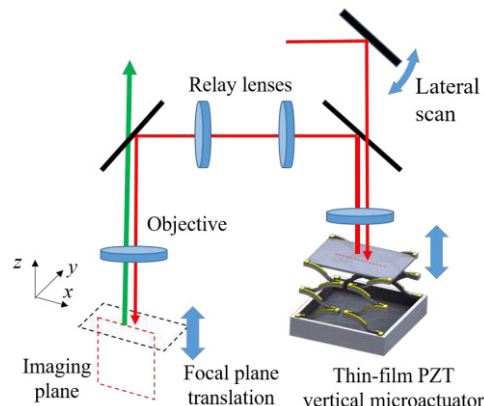 Relay lenses
Lateral
scan
Objective
z
y
x
Imaging
plane
Focal plane
translation
Thin-film PZT
vertical microactuator